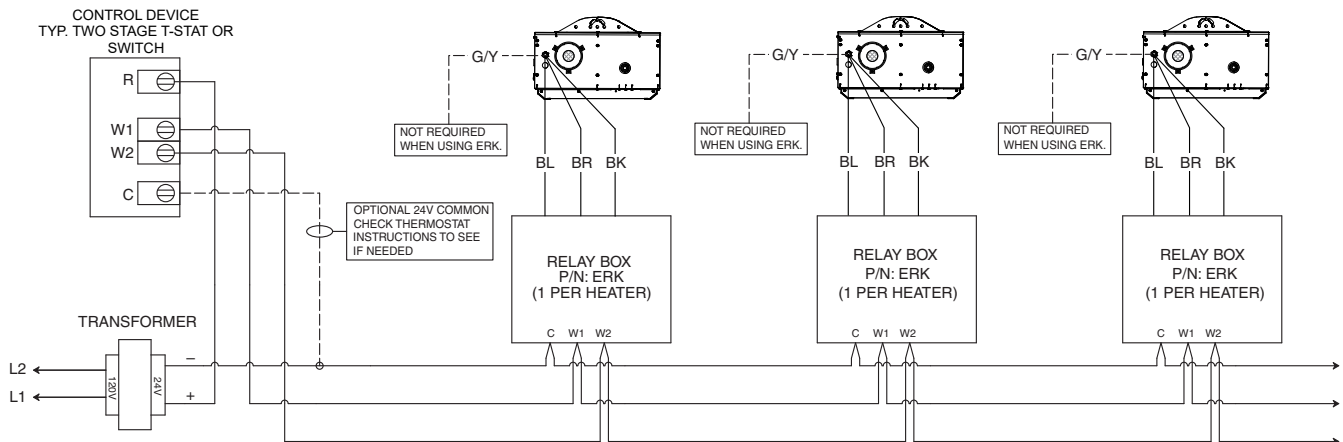 CONTROL DEVICE
TYP. TWO STAGE T-STAT OR
SWITCH
R
W1
W2
C
OPTIONAL 24V COMMON
CHECK THERMOSTAT
INSTRUCTIONS TO SEE
IF NEEDED
TRANSFORMER
L2
L1
120V
24V
–
+
G/Y
NOT REQUIRED
WHEN USING ERK.
BL BR BK
RELAY BOX
P/N: ERK
(1 PER HEATER)
C W1 W2
G/Y
NOT REQUIRED
WHEN USING ERK.
BL BR BK
RELAY BOX
P/N: ERK
(1 PER HEATER)
C W1 W2
G/Y
NOT REQUIRED
WHEN USING ERK.
BL BR BK
RELAY BOX
P/N: ERK
(1 PER HEATER)
C W1 W2